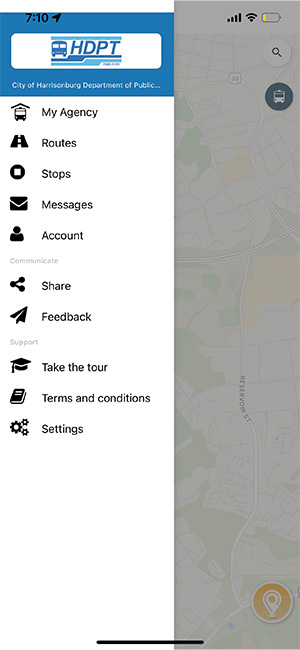 7:10
HDPT
City of Harrisonburg Department of Public...
33
My Agency
Routes
Stops
Messages
Account
Communicate
Share
Feedback
Support
Take the tour
RESERVOIR ST
Terms and conditions
Settings